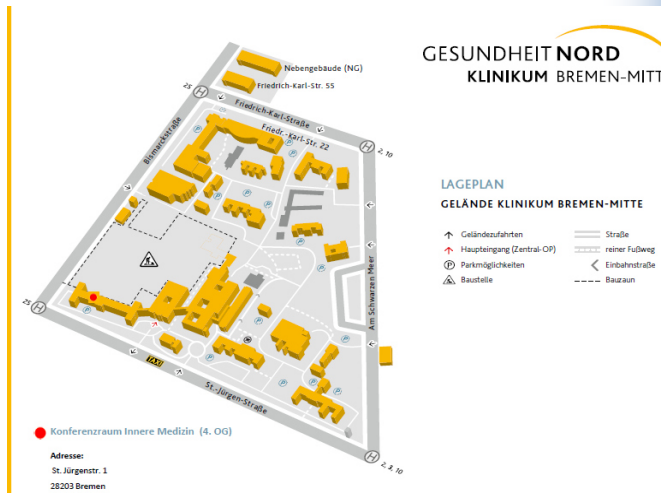 GESUNDHEIT NORD
KLINIKUM BREMEN-MITT
Nebengebäude (NG)
Friedrich-Karl-Str. 55
25
H
Friedrich-Karl-Straße
Friedr.-Karl-Str. 22
H
2, 10
Bismarckstraße
Am Schwarzen Meer
LAGEPLAN
GELÄNDE KLINIKUM BREMEN-MITTE
Geländezufahrten
Haupteingang (Zentral-OP)
P Parkmöglichkeiten
Baustelle
Straße
reiner Fußweg
Einbahnstraße
Bauzaun
25
H
TAXI
St.-Jürgen-Straße
H
2, 3, 10
Konferenzraum Innere Medizin (4. OG)
Adresse:
St. Jürgenstr. 1
28203 Bremen